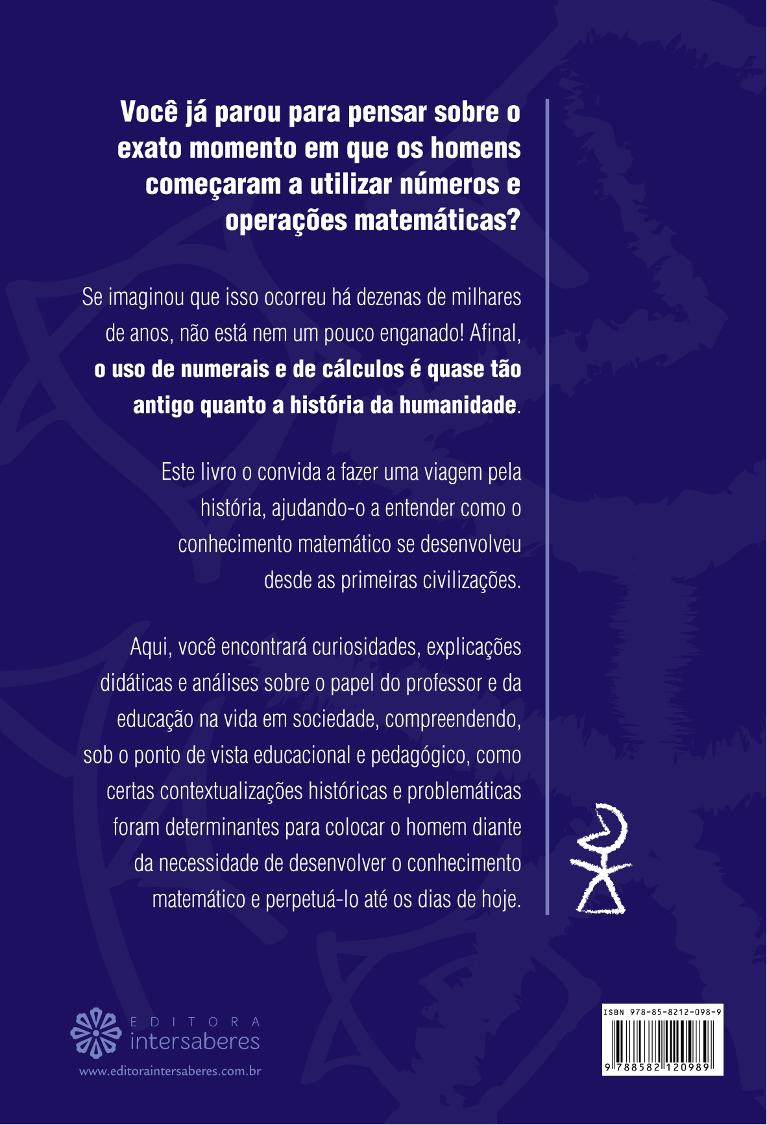 Você já parou para pensar sobre o
exato momento em que os homens
começaram a utilizar números e
operações matemáticas?
Se imaginou que isso ocorreu há dezenas de milhares
de anos, não está nem um pouco enganado! Afinal,
o uso de numerais e de cálculos é quase tão
antigo quanto a história da humanidade.
Este livro o convida a fazer uma viagem pela
história, ajudando-o a entender como o
conhecimento matemático se desenvolveu
desde as primeiras civilizações.
Aqui, você encontrará curiosidades, explicações
didáticas e análises sobre o papel do professor e da
educação na vida em sociedade, compreendendo,
sob o ponto de vista educacional e pedagógico, como
certas contextualizações históricas e problemáticas
foram determinantes para colocar o homem diante
da necessidade de desenvolver o conhecimento
matemático e perpetuá-lo até os dias de hoje.
EDITORA
intersaberes
www.editoraintersaberes.com.br
ISBN 978-85-8212-098-9
9 788582 120989